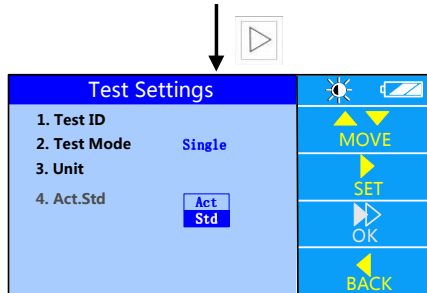 Test Settings
1. Test ID
2. Test Mode Single
3. Unit
4. Act.Std
Act
Std
MOVE
SET
OK
BACK